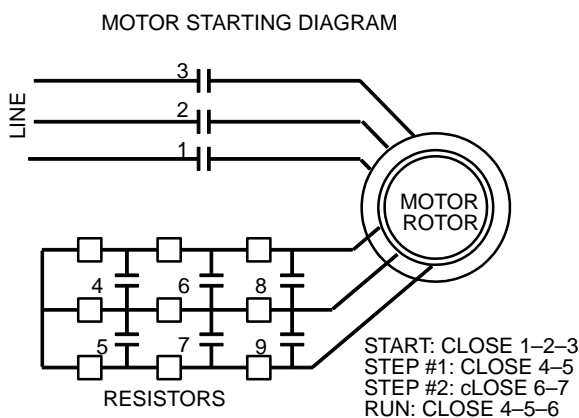 MOTOR STARTING DIAGRAM
3
LINE
2
1
MOTOR
ROTOR
4
6
8
5
7
9
RESISTORS
START: CLOSE 1–2–3
STEP #1: CLOSE 4–5
STEP #2: cLOSE 6–7
RUN: CLOSE 4–5–6